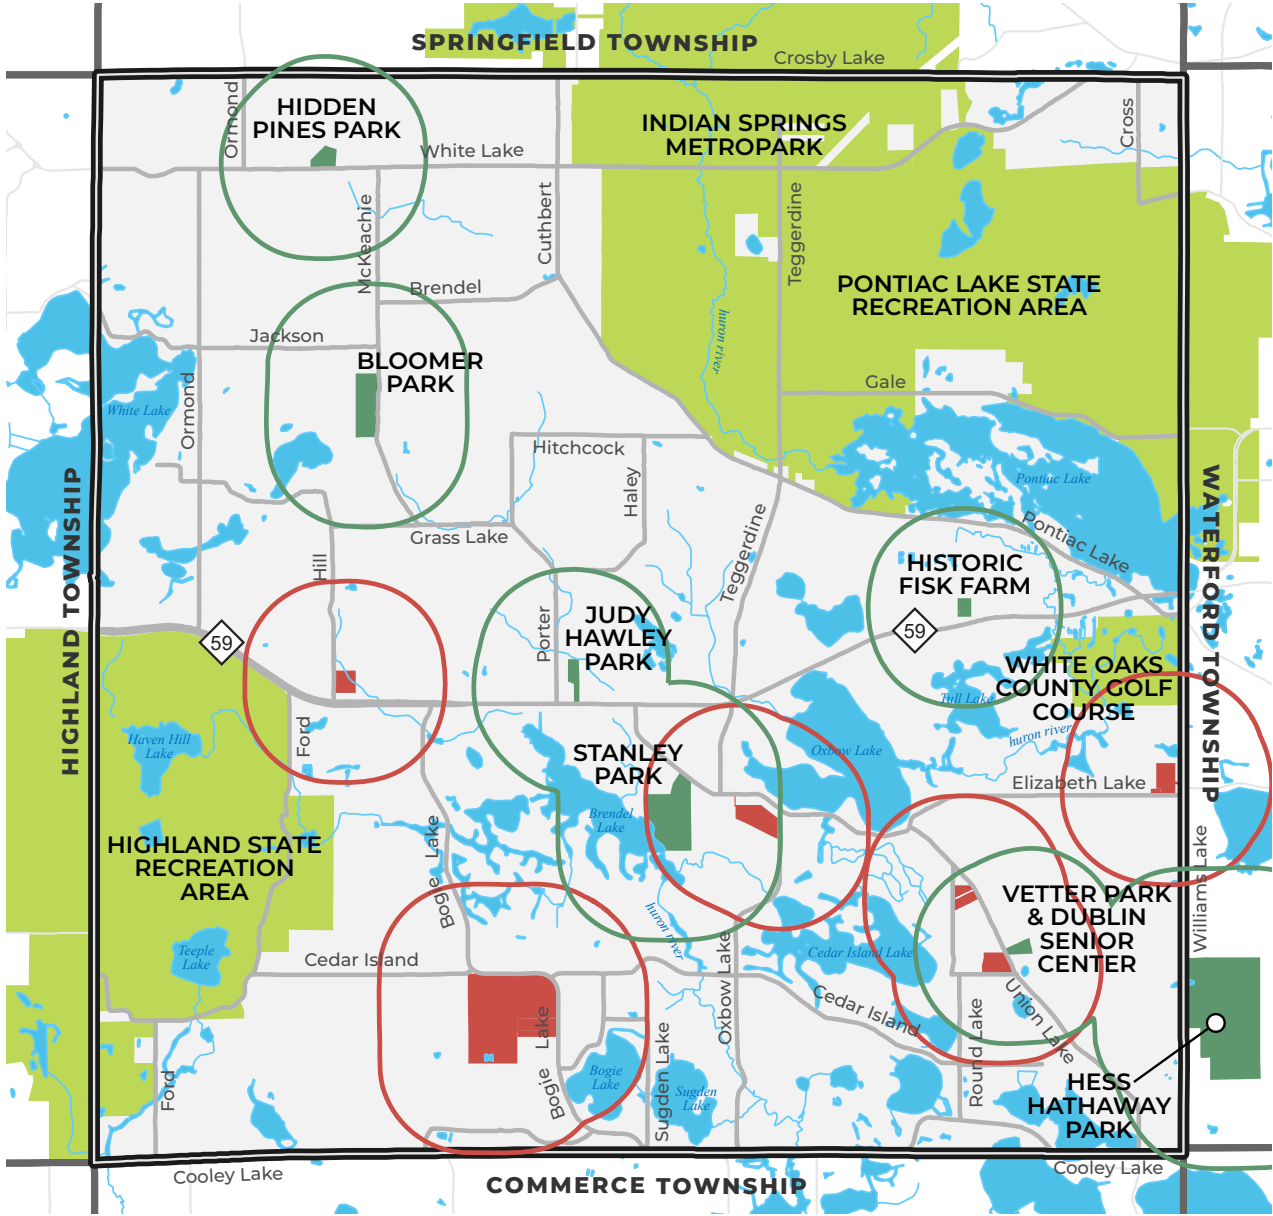 SPRINGFIELD TOWNSHIP
Crosby Lake
Ormond
HIDDEN
PINES PARK
White Lake
INDIAN SPRINGS
METROPARK
Cross
McKeachie
Cuthbert
Teggerdine
Brendel
PONTIAC LAKE STATE
RECREATION AREA
huron river
Jackson
BLOOMER
PARK
Gale
White Lake
Ormond
Hitchcock
Haley
Pontiac Lake
Pontiac Lake
Grass Lake
Hill
Teggerdine
HISTORIC
FISK FARM
HIGHLAND TOWNSHIP
WATERFORD TOWNSHIP
59
59
Porter
JUDY
HAWLEY
PARK
WHITE OAKS
COUNTY GOLF
COURSE
Tull Lake
huron river
Haven Hill
Lake
Ford
STANLEY
PARK
Oxbow Lake
Elizabeth Lake
Brendel
Lake
HIGHLAND STATE
RECREATION
AREA
Bogie Lake
Williams Lake
VETTER PARK
& DUBLIN
SENIOR
CENTER
huron river
Teeple
Lake
Cedar Island
Cedar Island Lake
Oxbow Lake
Cedar Island
Union Lake
Round Lake
Bogie Lake
Bogie
Lake
Sugden Lake
Sugden
Lake
Ford
HESS
HATHAWAY
PARK
Cooley Lake
Cooley Lake
COMMERCE TOWNSHIP